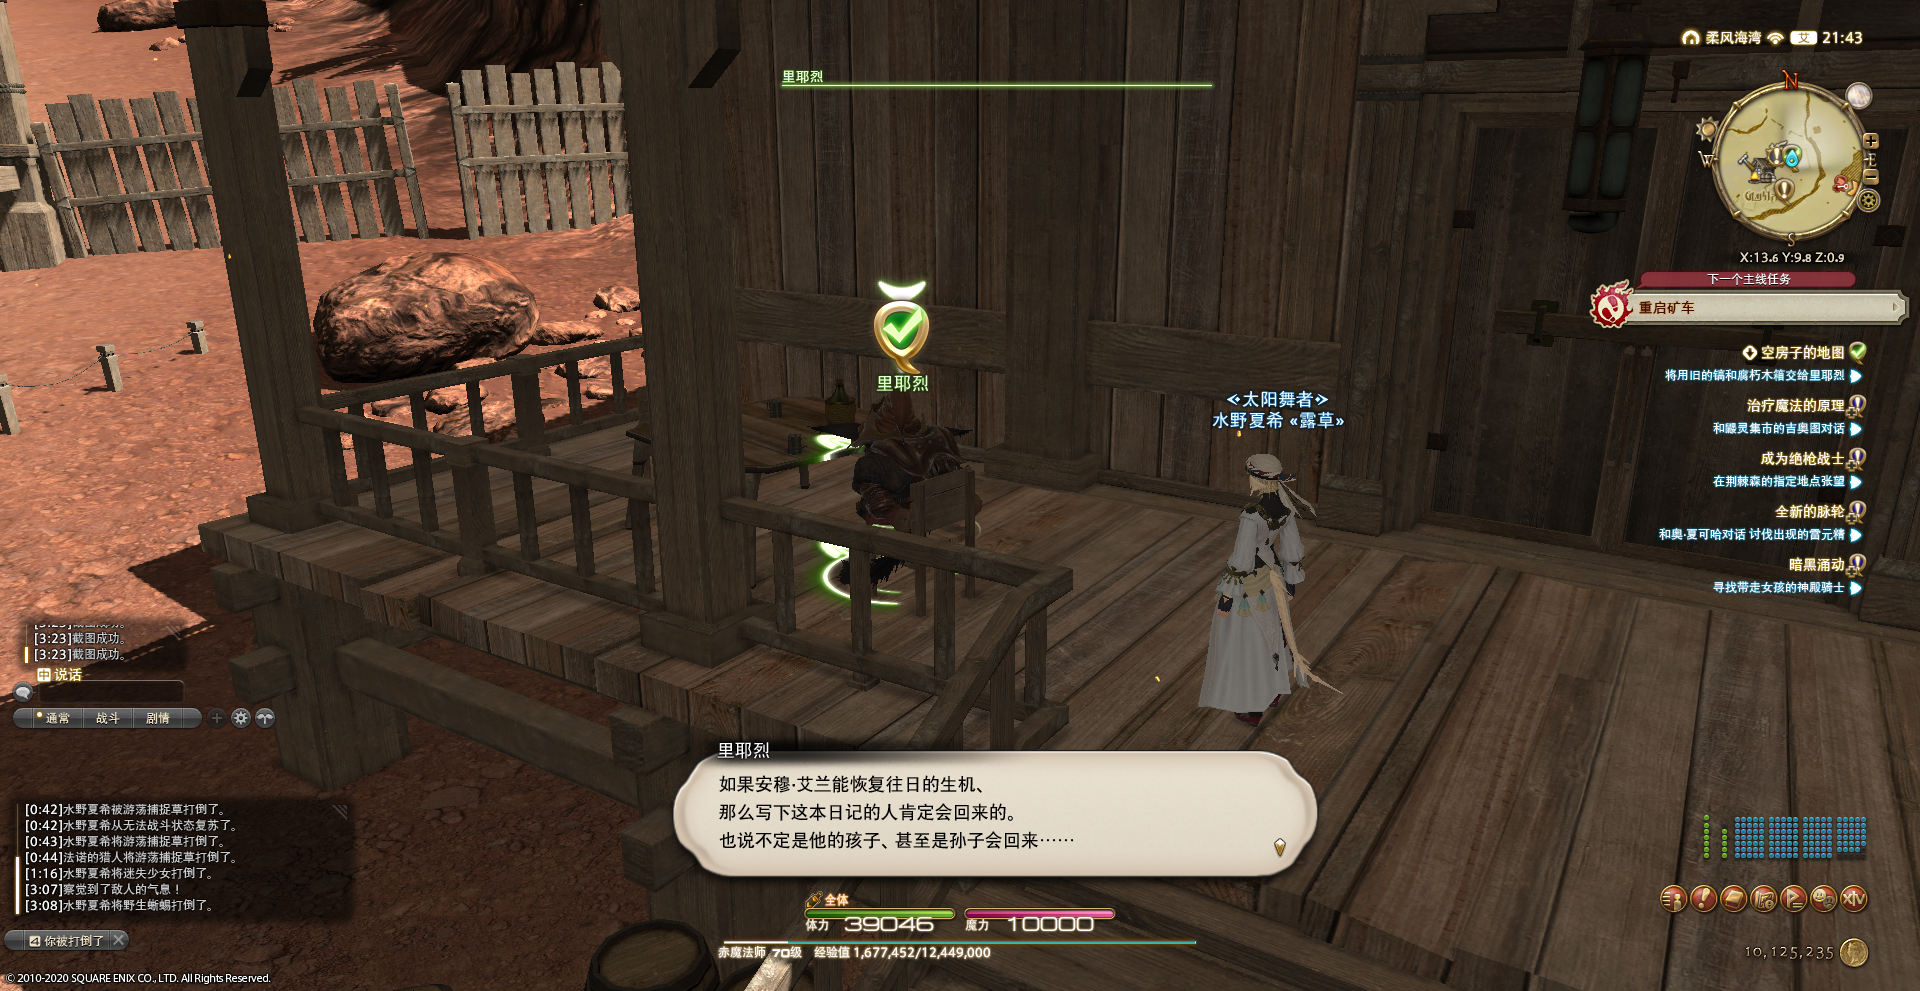 里耶烈
柔风海湾 艾 21:43
N
W
E
S
X:13.6 Y:9.8 Z:0.9
下一个主线任务
重启矿车
空房子的地图
将用旧的镐和腐朽木箱交给里耶烈
治疗魔法的原理
和鼹灵集市的吉奥图对话
成为绝枪战士
在荆棘森的指定地点张望
全新的脉轮
和奥·夏可哈对话 讨伐出现的雷元精
暗黑涌动
寻找带走女孩的神殿骑士
里耶烈
太阳舞者
水野夏希 «露草»
[3:23]截图成功。
[3:23]截图成功。
[3:23]截图成功。
说话
通常 战斗 剧情
[0:42]水野夏希被游荡捕捉草打倒了。
[0:42]水野夏希从无法战斗状态复苏了。
[0:43]水野夏希将游荡捕捉草打倒了。
[0:44]法诺的猎人将游荡捕捉草打倒了。
[1:16]水野夏希将迷失少女打倒了。
[3:07]察觉到了敌人的气息！
[3:08]水野夏希将野生蜥蜴打倒了。
4 你被打倒了
里耶烈
如果安穆·艾兰能恢复往日的生机、
那么写下这本日记的人肯定会回来的。
也说不定是他的孩子、甚至是孙子会回来……
全体
体力 39046 魔力 10000
赤魔法师 70级 经验值 1,677,452/12,449,000
XIV
10,125,235
© 2010-2020 SQUARE ENIX CO., LTD. All Rights Reserved.